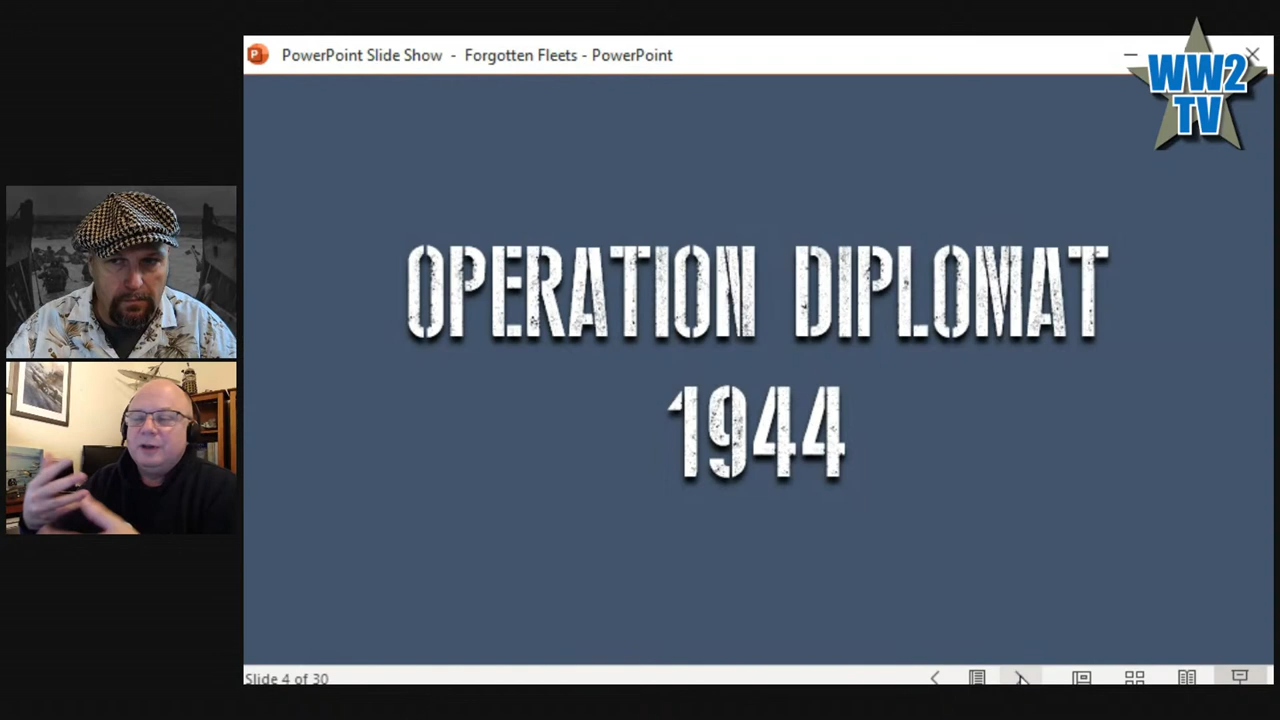 PowerPoint Slide Show - Forgotten Fleets - PowerPoint
WW2
TV
OPERATION DIPLOMAT
1944
Slide 4 of 30